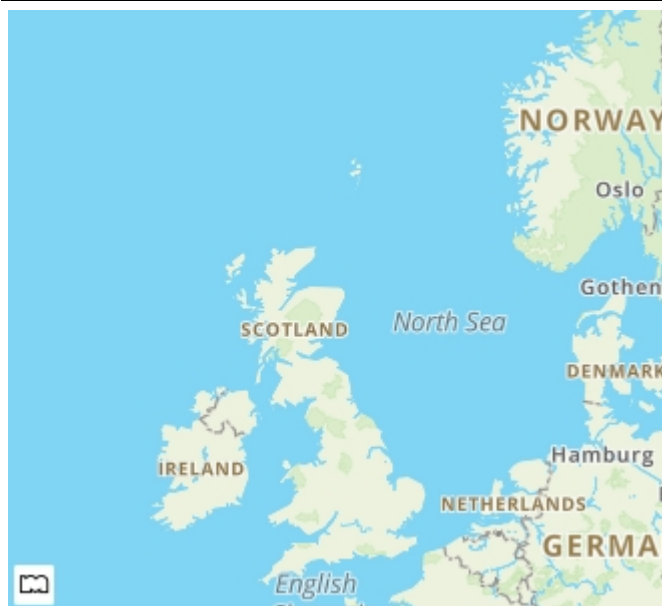 NORWAY
Oslo
Gothen
North Sea
SCOTLAND
DENMARK
Hamburg
IRELAND
NETHERLANDS
GERMA
English